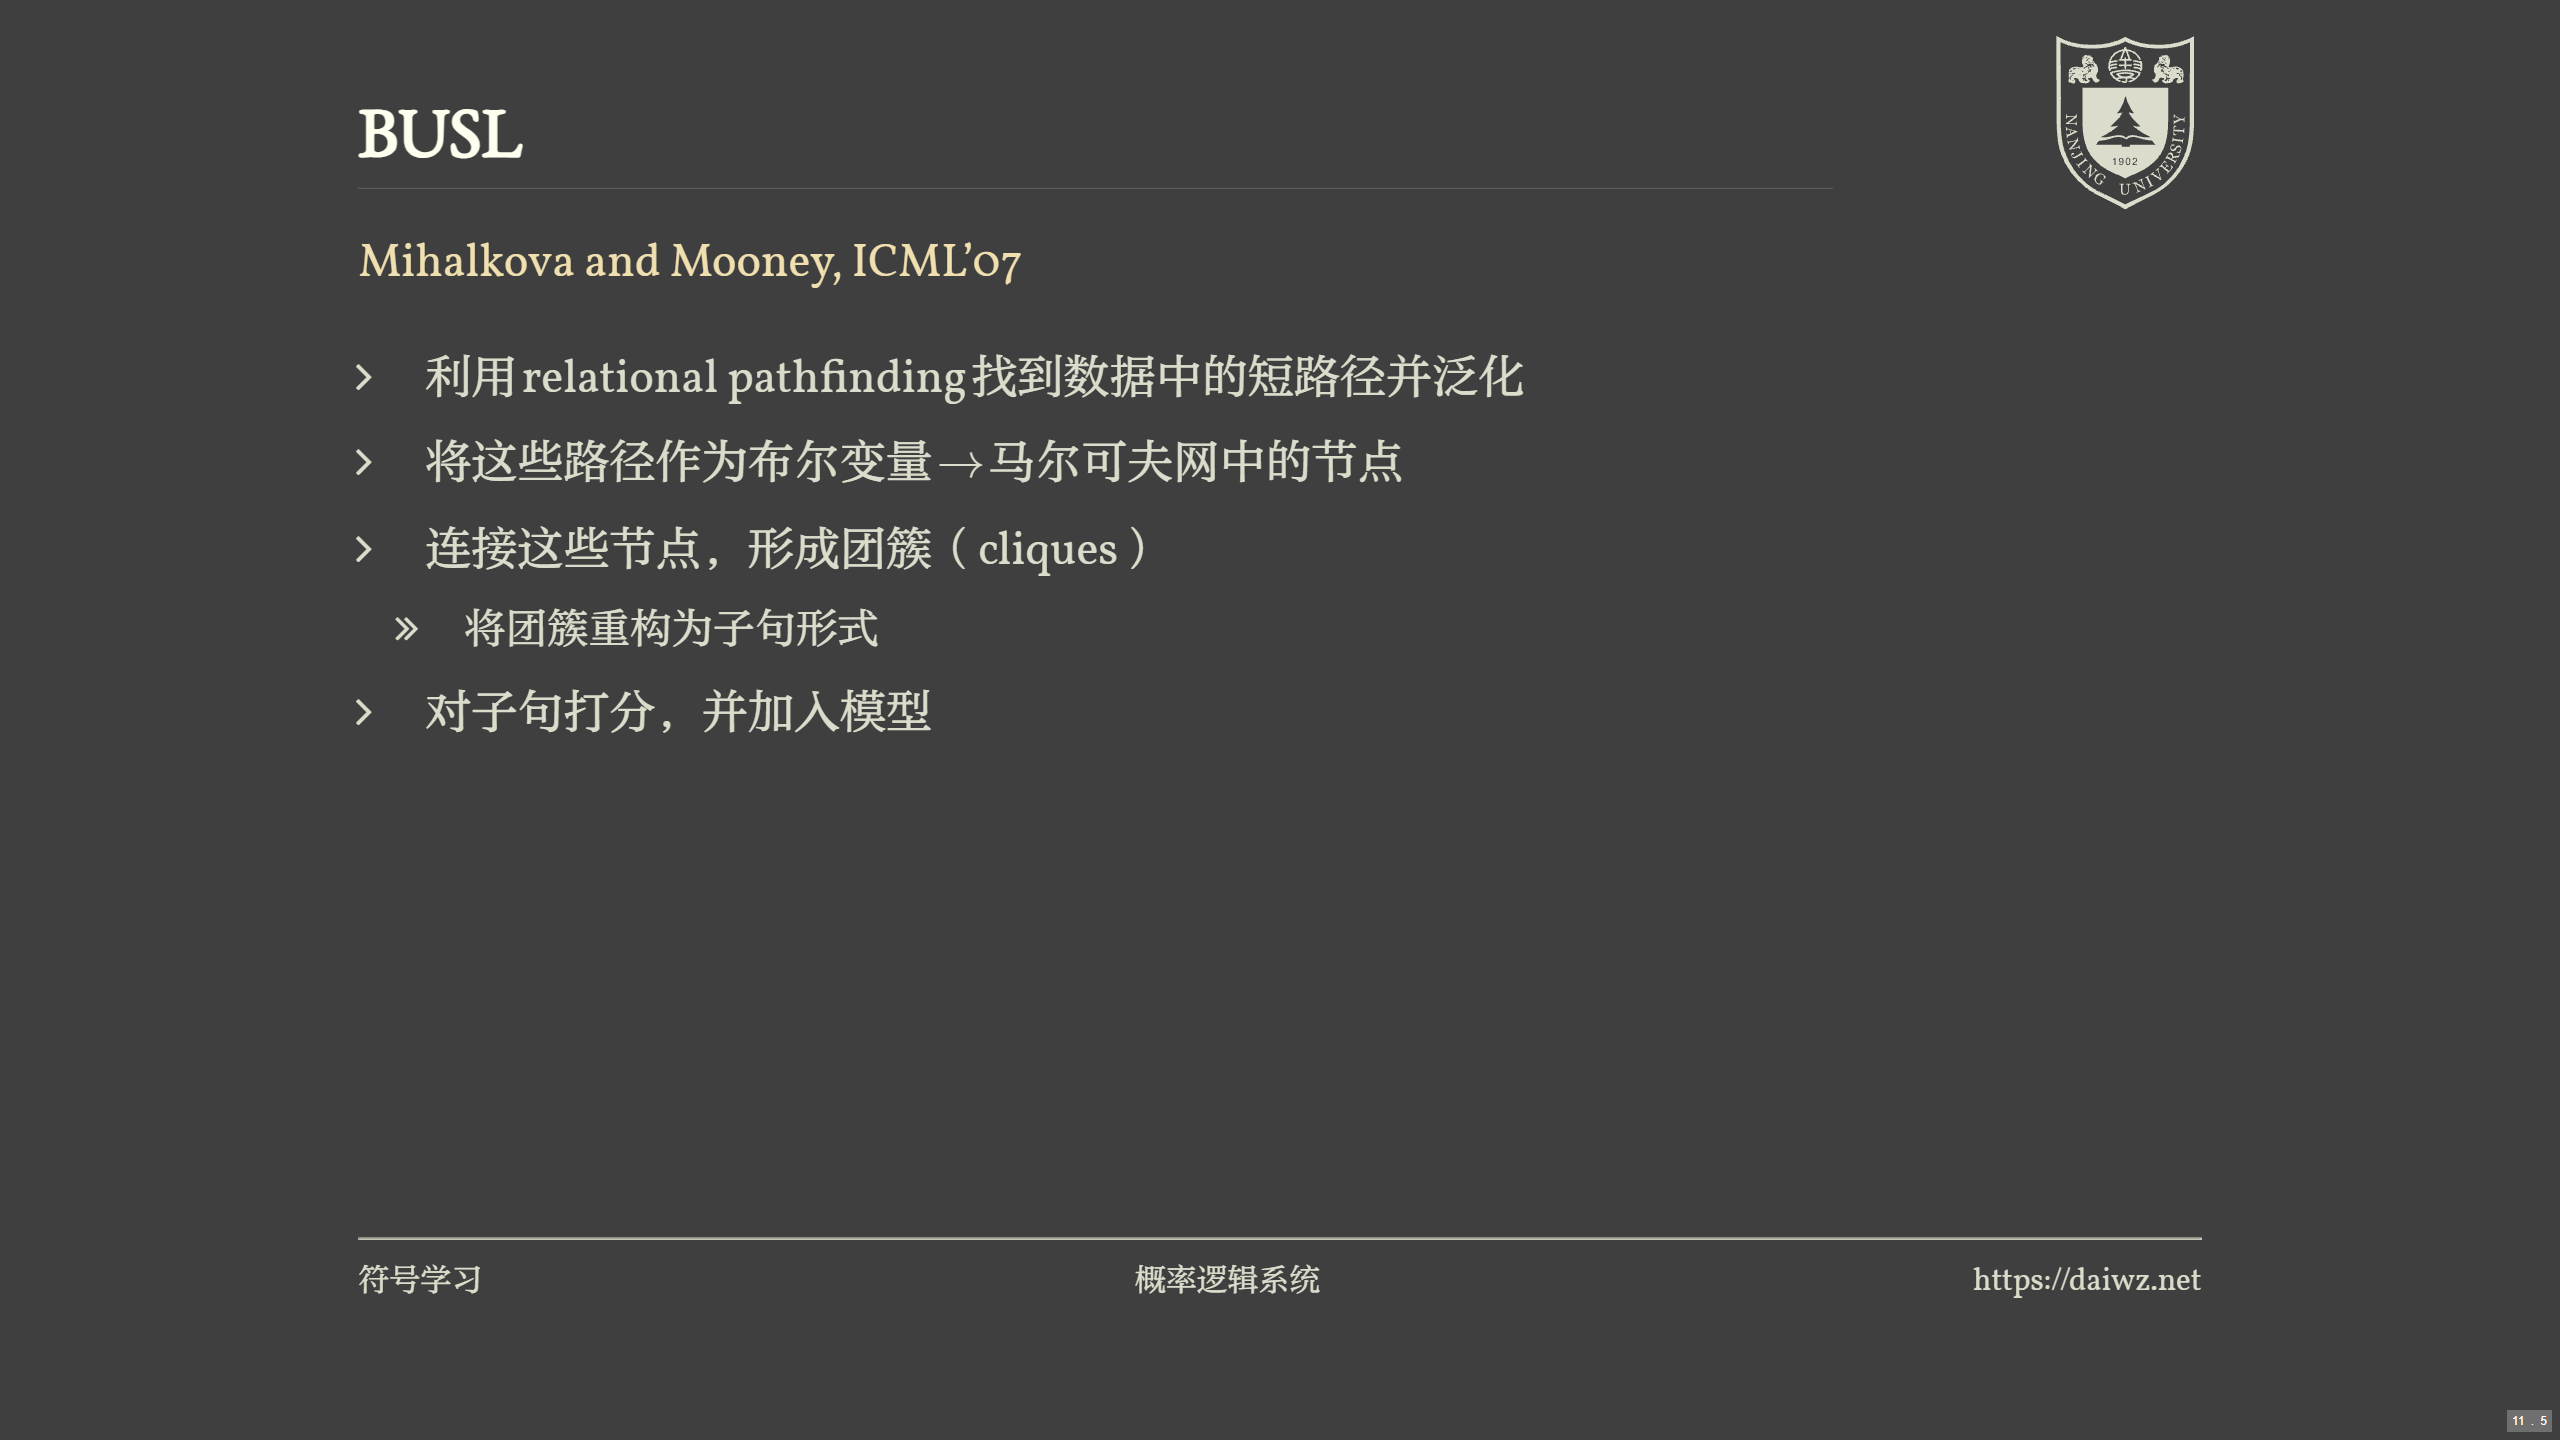 BUSL
NANJING UNIVERSITY
1902
Mihalkova and Mooney, ICML’07
利用relational pathfinding找到数据中的短路径并泛化
将这些路径作为布尔变量→马尔可夫网中的节点
连接这些节点，形成团簇（cliques）
将团簇重构为子句形式
对子句打分，并加入模型
符号学习
概率逻辑系统
https://daiwz.net
11 . 5